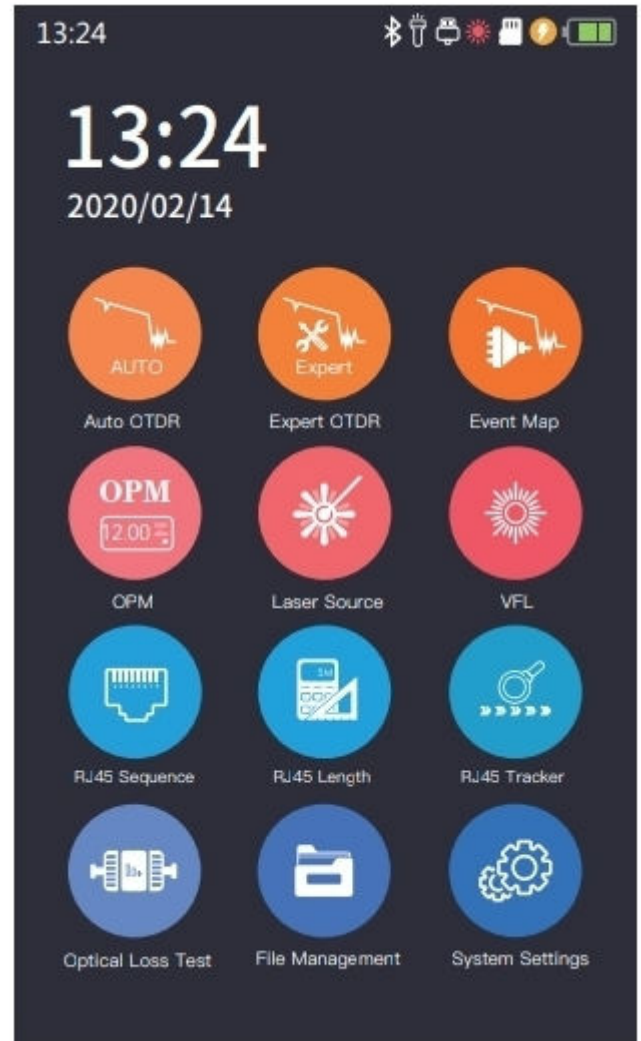 13:24
13:24
2020/02/14
AUTO
Expert
Auto OTDR
Expert OTDR
Event Map
OPM
12.00
OPM
Laser Source
VFL
RJ45 Sequence
RJ45 Length
RJ45 Tracker
Optical Loss Test
File Management
System Settings